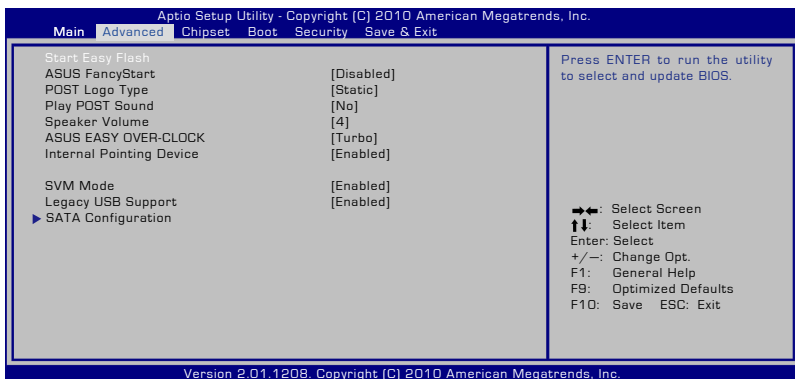 Aptio Setup Utility - Copyright (C) 2010 American Megatrends, Inc.
Main Advanced Chipset Boot Security Save & Exit
Start Easy Flash
ASUS FancyStart [Disabled]
POST Logo Type [Static]
Play POST Sound [No]
Speaker Volume [4]
ASUS EASY OVER-CLOCK [Turbo]
Internal Pointing Device [Enabled]
SVM Mode [Enabled]
Legacy USB Support [Enabled]
SATA Configuration
Press ENTER to run the utility
to select and update BIOS.
→←: Select Screen
↑↓: Select Item
Enter: Select
+/—: Change Opt.
F1: General Help
F9: Optimized Defaults
F10: Save ESC: Exit
Version 2.01.1208. Copyright (C) 2010 American Megatrends, Inc.